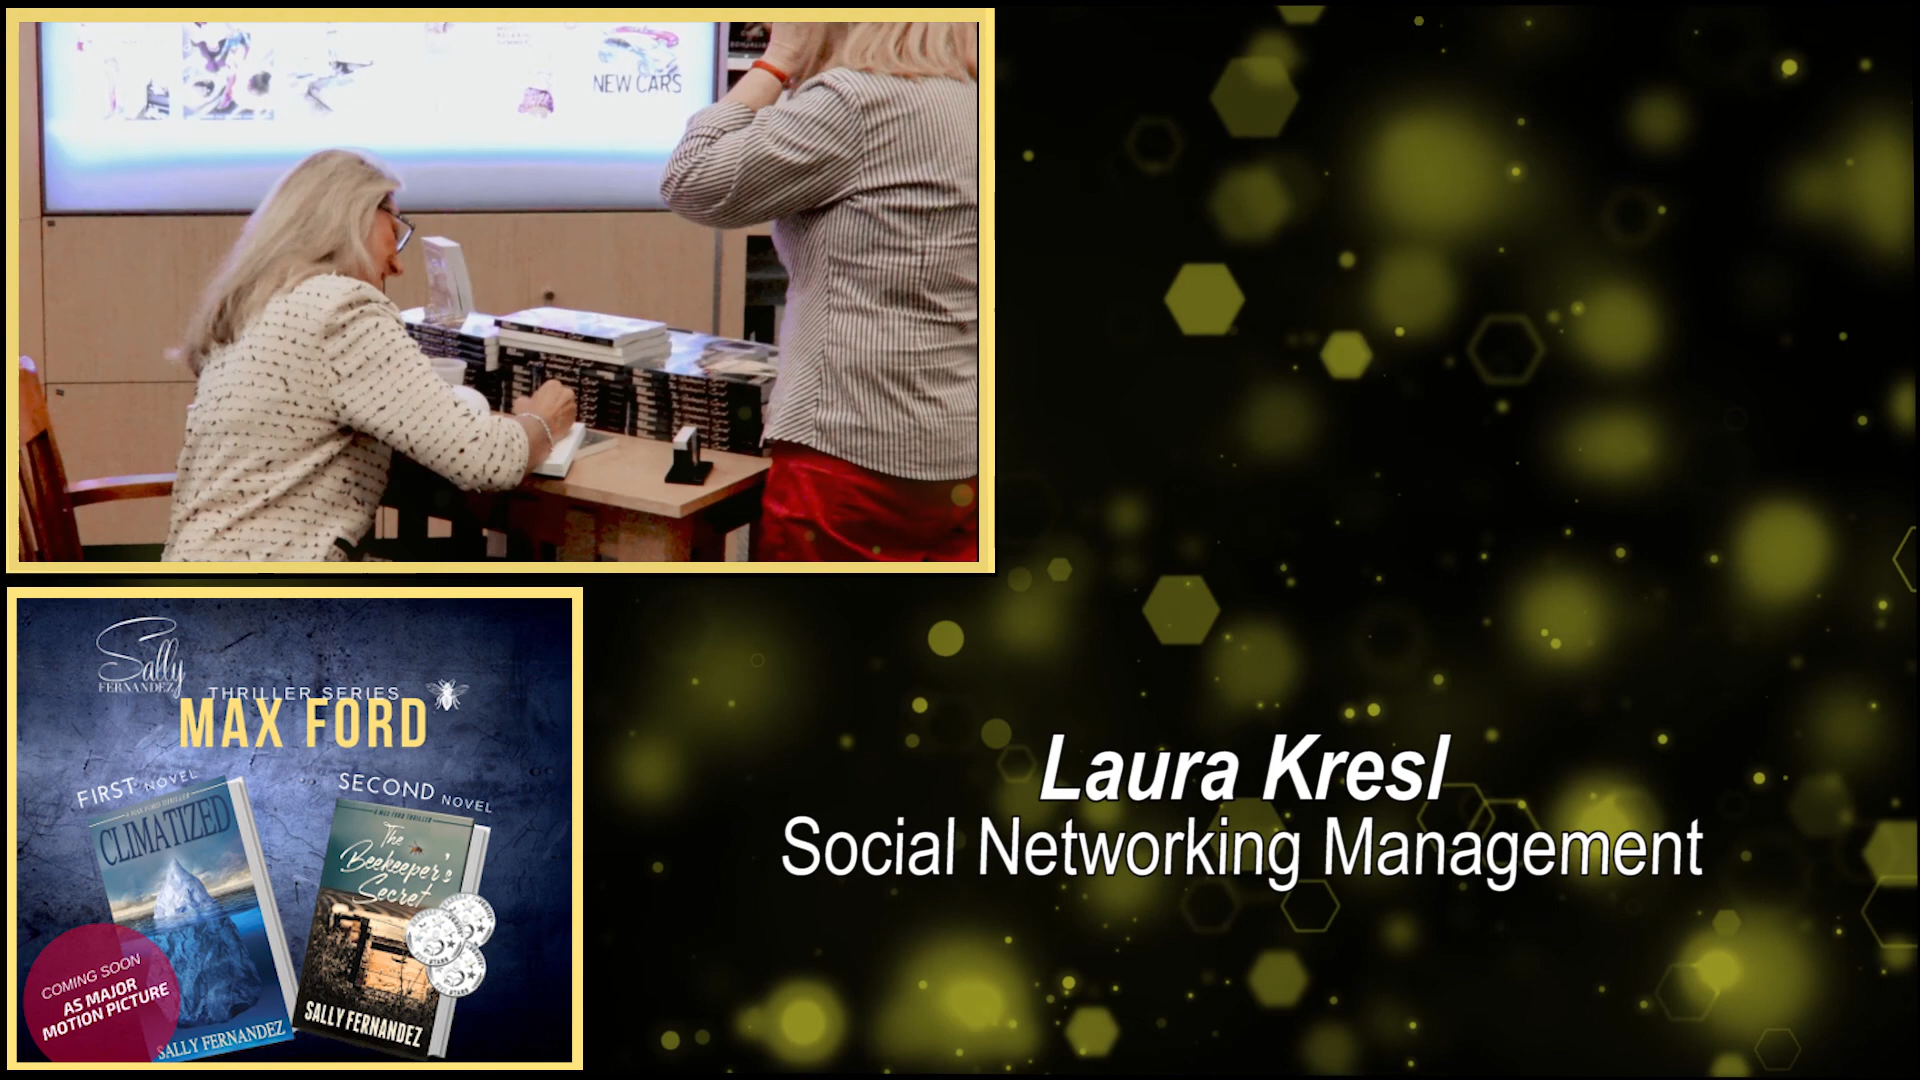 NEW CARS
Sally
FERNANDEZ
THRILLER SERIES
MAX FORD
FIRST NOVEL
SECOND NOVEL
A MAX FORD THRILLER
CLIMATIZED
SALLY FERNANDEZ
COMING SOON
AS MAJOR
MOTION PICTURE
A MAX FORD THRILLER
The
Beekeeper's
Secret
SALLY FERNANDEZ
Laura Kresl
Social Networking Management